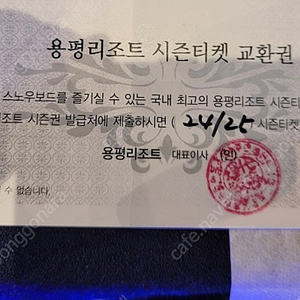 용평리조트 시즌티켓 교환권
스노우보드를 즐기실 수 있는 국내 최고의 용평리조트 시즌티
트 시즌권 발급처에 제출하시면 ( 24/25 시즌티켓
용평리조트 대표이사 (인)
수 없습니다.